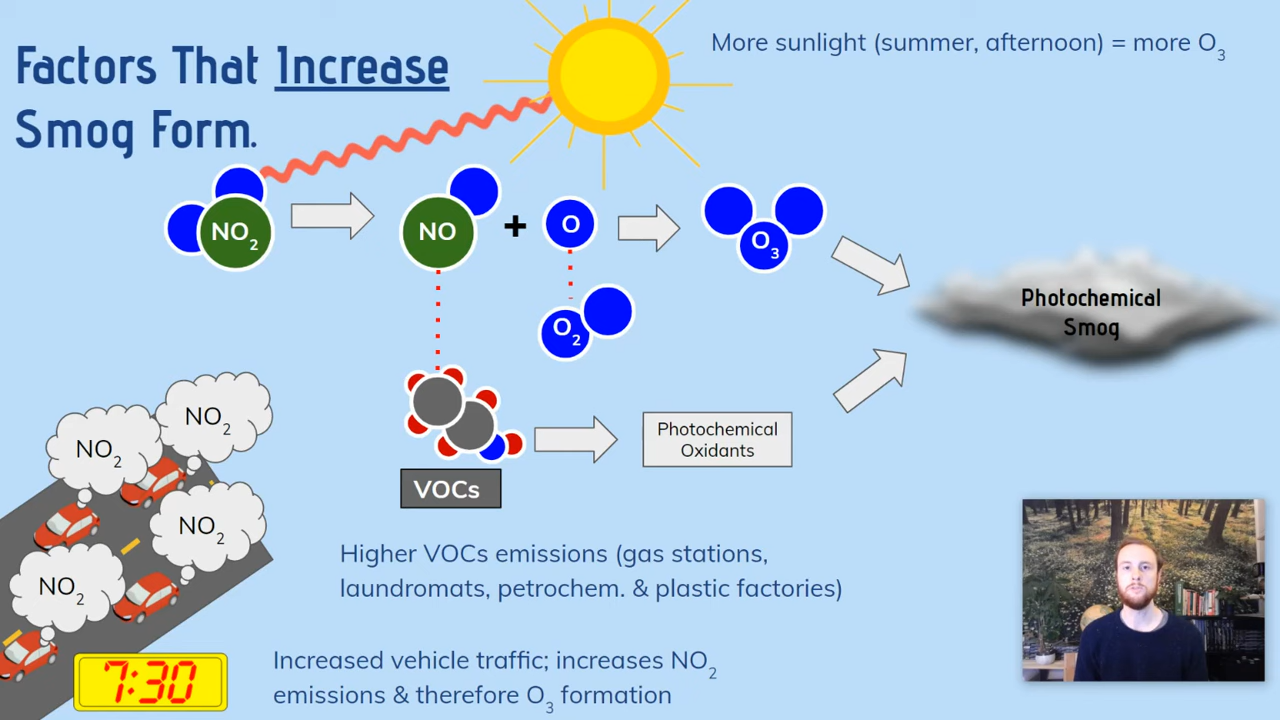 Factors That Increase
Smog Form.
More sunlight (summer, afternoon) = more O₃
NO₂
NO
+
O
O₃
O₂
Photochemical
Smog
VOCs
Photochemical
Oxidants
NO₂
NO₂
NO₂
NO₂
Higher VOCs emissions (gas stations,
laundromats, petrochem. & plastic factories)
7:30
Increased vehicle traffic; increases NO₂
emissions & therefore O₃ formation